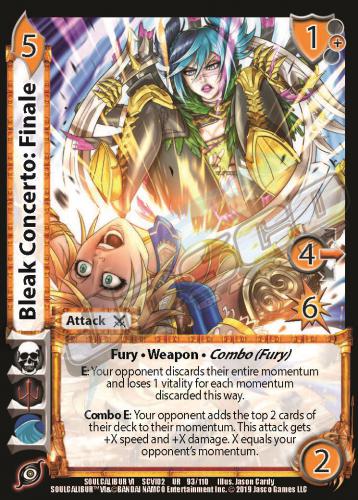 5
1
+
Bleak Concerto: Finale
4
6
Attack
Fury • Weapon • Combo (Fury)
E: Your opponent discards their entire momentum
and loses 1 vitality for each momentum
discarded this way.
Combo E: Your opponent adds the top 2 cards of
their deck to their momentum. This attack gets
+X speed and +X damage. X equals your
opponent's momentum.
2
SOULCALIBUR VI SCVI02 UR 93/110 Illus. Jason Cardy
SOULCALIBUR™VI&©BANDAI NAMCO Entertainment Inc. ©2019 Jasco Games LLC